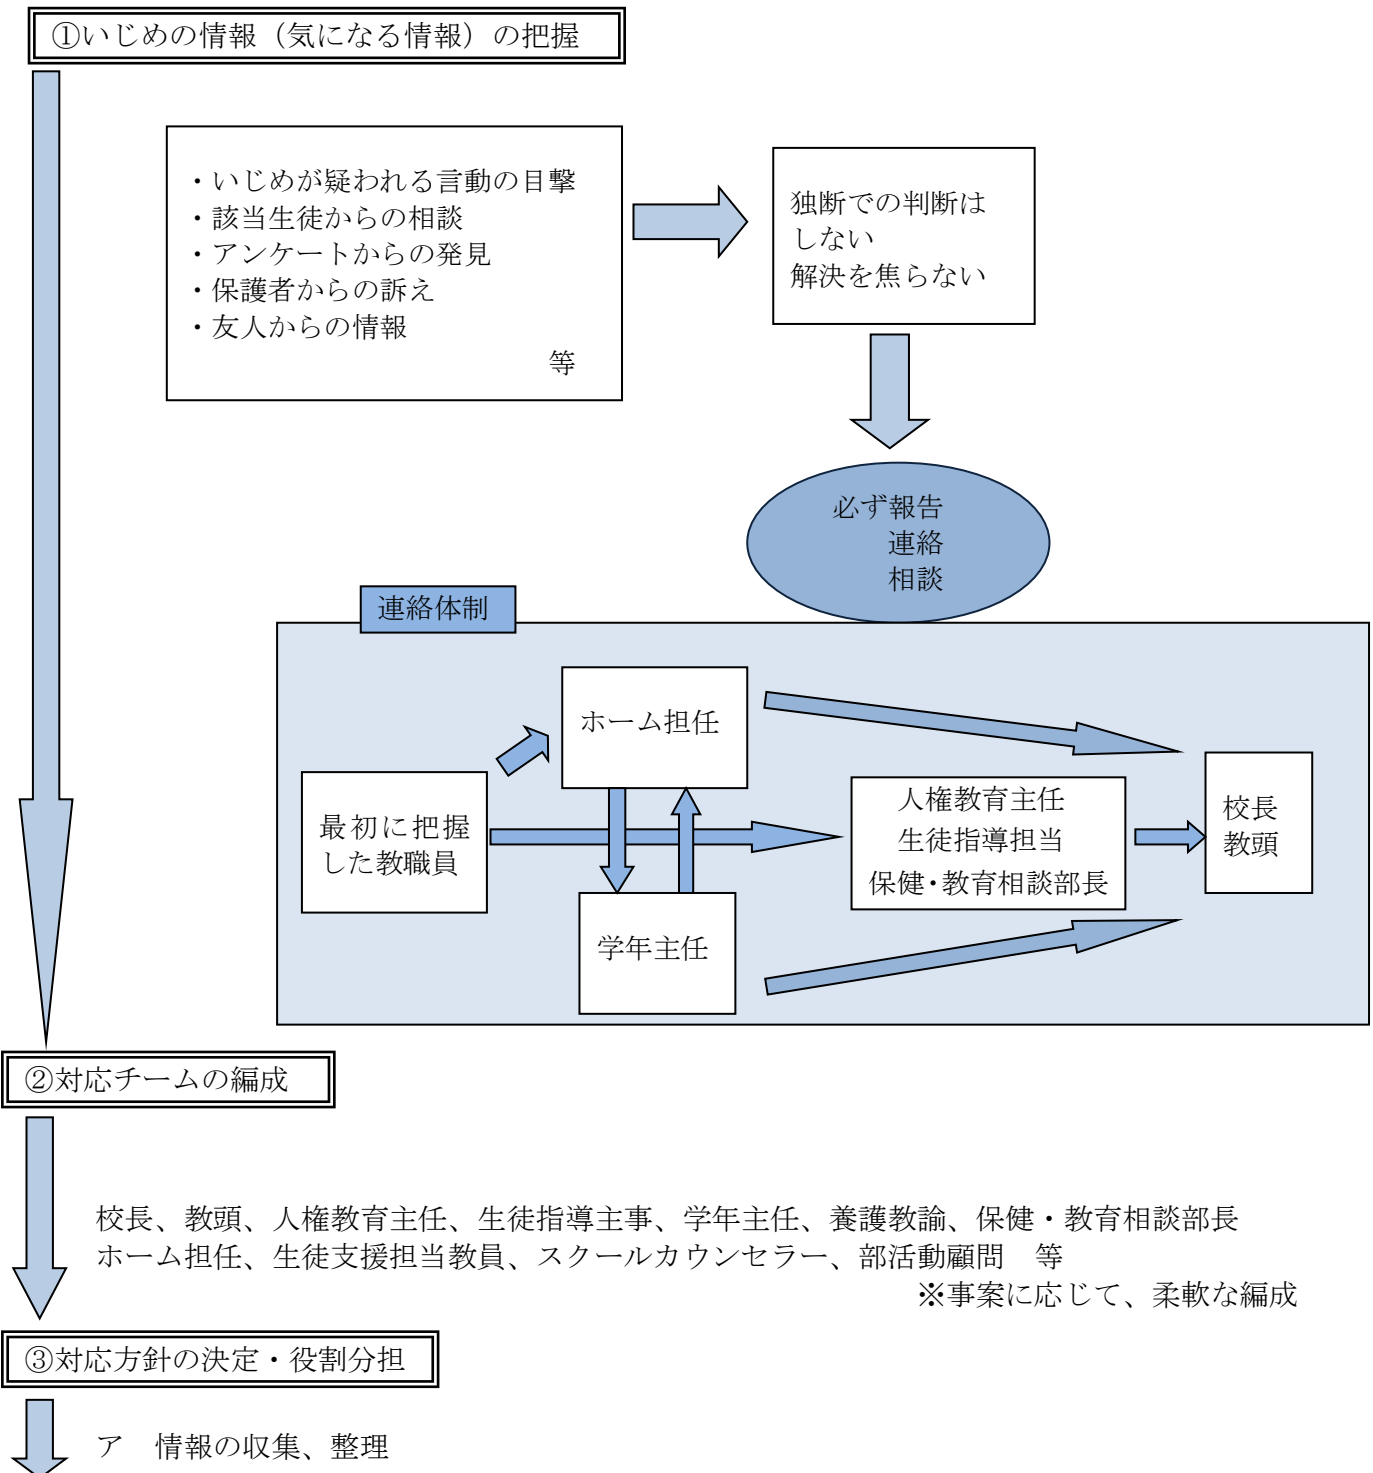 ①いじめの情報（気になる情報）の把握
・いじめが疑われる言動の目撃
・該当生徒からの相談
・アンケートからの発見
・保護者からの訴え
・友人からの情報
等
独断での判断は
しない
解決を焦らない
必ず報告
連絡
相談
連絡体制
ホーム担任
最初に把握
した教職員
学年主任
人権教育主任
生徒指導担当
保健・教育相談部長
校長
教頭
②対応チームの編成
校長、教頭、人権教育主任、生徒指導主事、学年主任、養護教諭、保健・教育相談部長
ホーム担任、生徒支援担当教員、スクールカウンセラー、部活動顧問　等
※事案に応じて、柔軟な編成
③対応方針の決定・役割分担
ア　情報の収集、整理